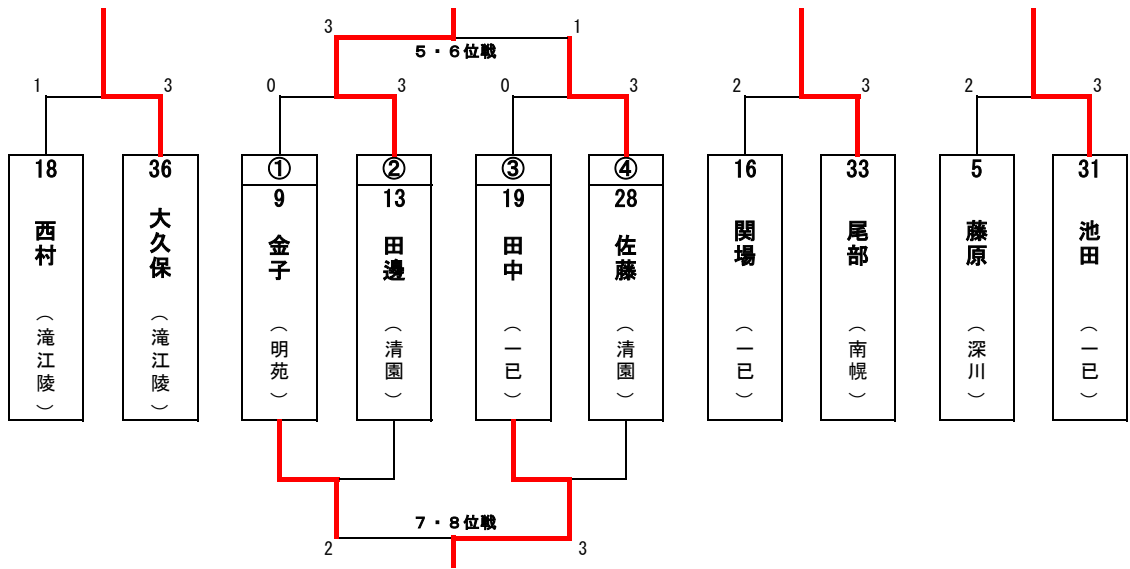 3 1
5・6位戦
1 3 0 3 0 3 2 3 2 3
18 36 ① ② ③ ④ 16 33 5 31
9 13 19 28
西村 大久保 金子 田邊 田中 佐藤 関場 尾部 藤原 池田
（滝江陵） （滝江陵） （明苑） （清園） （一已） （清園） （一已） （南幌） （深川） （一已）
7・8位戦
2 3